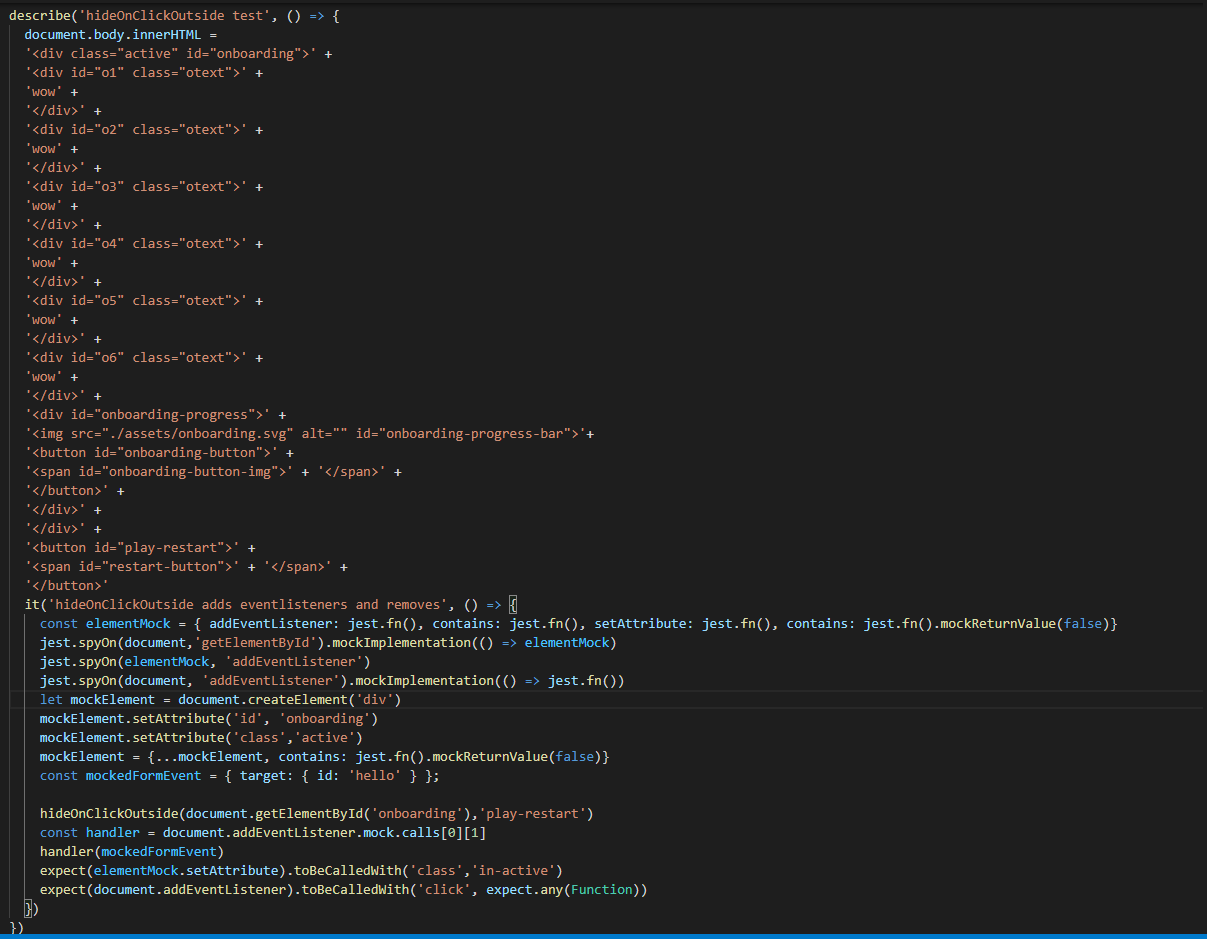 describe('hideOnClickOutside test', () => {
  document.body.innerHTML =
  '<div class="active" id="onboarding">' +
  '<div id="o1" class="otext">' +
  'wow' +
  '</div>' +
  '<div id="o2" class="otext">' +
  'wow' +
  '</div>' +
  '<div id="o3" class="otext">' +
  'wow' +
  '</div>' +
  '<div id="o4" class="otext">' +
  'wow' +
  '</div>' +
  '<div id="o5" class="otext">' +
  'wow' +
  '</div>' +
  '<div id="o6" class="otext">' +
  'wow' +
  '</div>' +
  '<div id="onboarding-progress">' +
  '<img src="./assets/onboarding.svg" alt="" id="onboarding-progress-bar">'+
  '<button id="onboarding-button">' +
  '<span id="onboarding-button-img">' + '</span>' +
  '</button>' +
  '</div>' +
  '</div>' +
  '<button id="play-restart">' +
  '<span id="restart-button">' + '</span>' +
  '</button>'
  it('hideOnClickOutside adds eventlisteners and removes', () => {
    const elementMock = { addEventListener: jest.fn(), contains: jest.fn(), setAttribute: jest.fn(), contains: jest.fn().mockReturnValue(false)}
    jest.spyOn(document,'getElementById').mockImplementation(() => elementMock)
    jest.spyOn(elementMock, 'addEventListener')
    jest.spyOn(document, 'addEventListener').mockImplementation(() => jest.fn())
    let mockElement = document.createElement('div')
    mockElement.setAttribute('id', 'onboarding')
    mockElement.setAttribute('class','active')
    mockElement = {...mockElement, contains: jest.fn().mockReturnValue(false)}
    const mockedFormEvent = { target: { id: 'hello' } };

    hideOnClickOutside(document.getElementById('onboarding'),'play-restart')
    const handler = document.addEventListener.mock.calls[0][1]
    handler(mockedFormEvent)
    expect(elementMock.setAttribute).toBeCalledWith('class','in-active')
    expect(document.addEventListener).toBeCalledWith('click', expect.any(Function))
  })
})